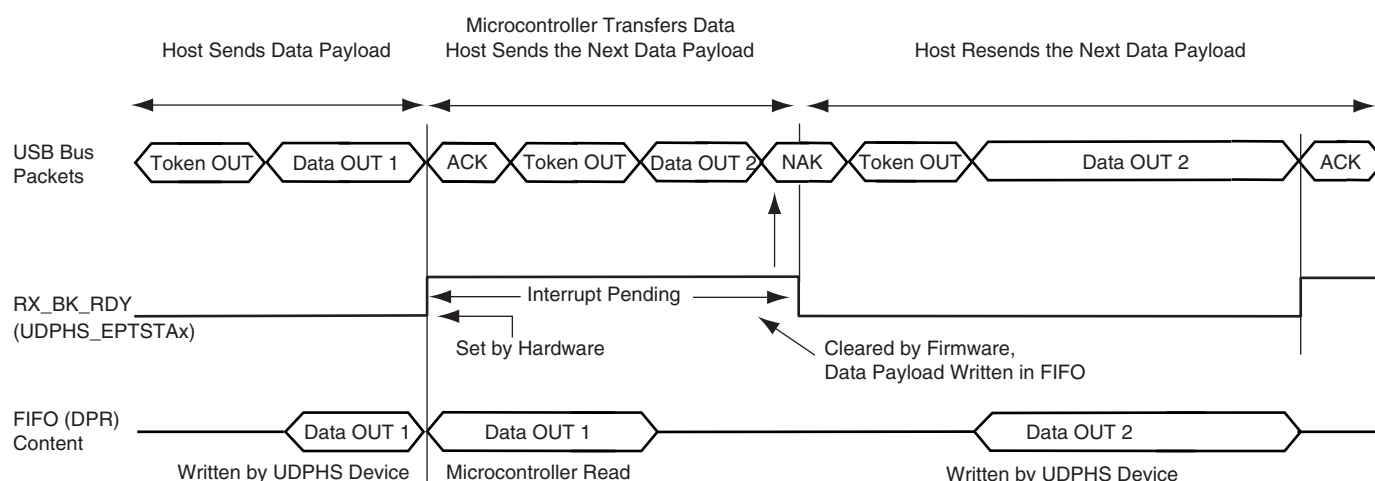 Microcontroller Transfers Data
Host Sends Data Payload
Host Sends the Next Data Payload
Host Resends the Next Data Payload
USB Bus
Packets
Token OUT
Data OUT 1
ACK
Token OUT
Data OUT 2
NAK
Token OUT
Data OUT 2
ACK
RX_BK_RDY
(UDPHS_EPTSTAx)
Interrupt Pending
Set by Hardware
Cleared by Firmware,
Data Payload Written in FIFO
FIFO (DPR)
Content
Data OUT 1
Data OUT 1
Data OUT 2
Written by UDPHS Device
Microcontroller Read
Written by UDPHS Device